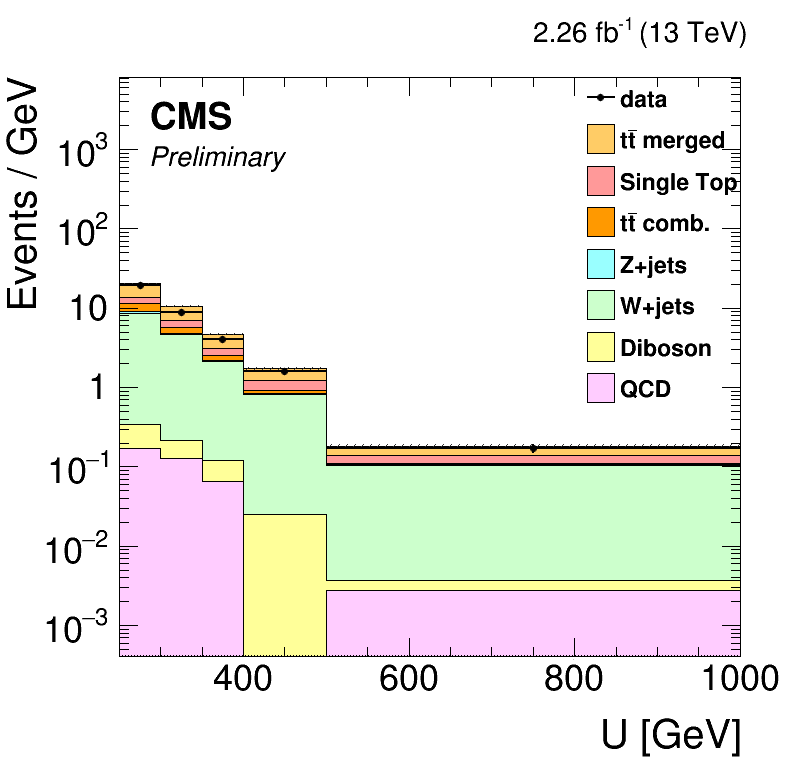 2.26 fb⁻¹ (13 TeV)
Events / GeV
CMS
Preliminary
data
tt̄ merged
Single Top
tt̄ comb.
Z+jets
W+jets
Diboson
QCD
10³
10²
10
1
10⁻¹
10⁻²
10⁻³
400 600 800 1000
U [GeV]